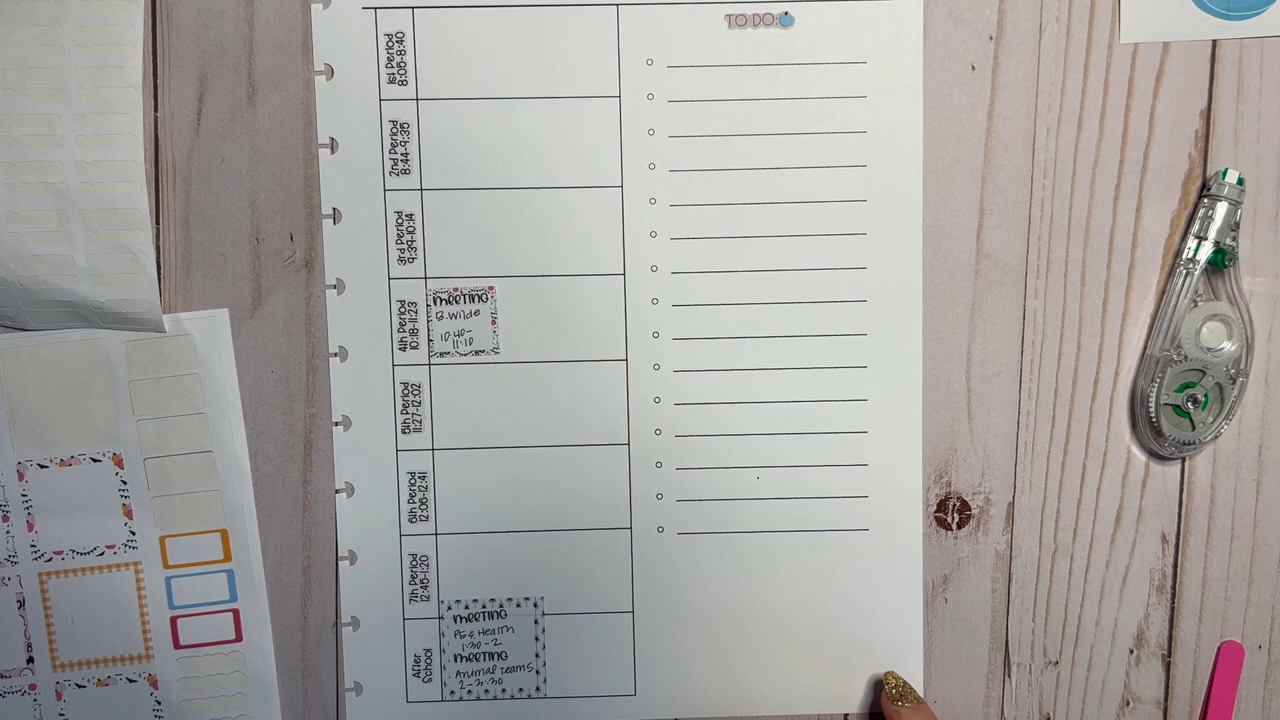 TO DO:
1st Period
8:05-8:40
2nd Period
8:44-9:35
3rd Period
9:39-10:14
4th Period
10:18-11:23
meeting
B. Wilde
10:40-
11:10
5th Period
11:27-12:02
6th Period
12:06-12:41
7th Period
12:45-1:20
After
School
meeting
PE & Health
1:30-2
meeting
Animal Teams
2-3:30